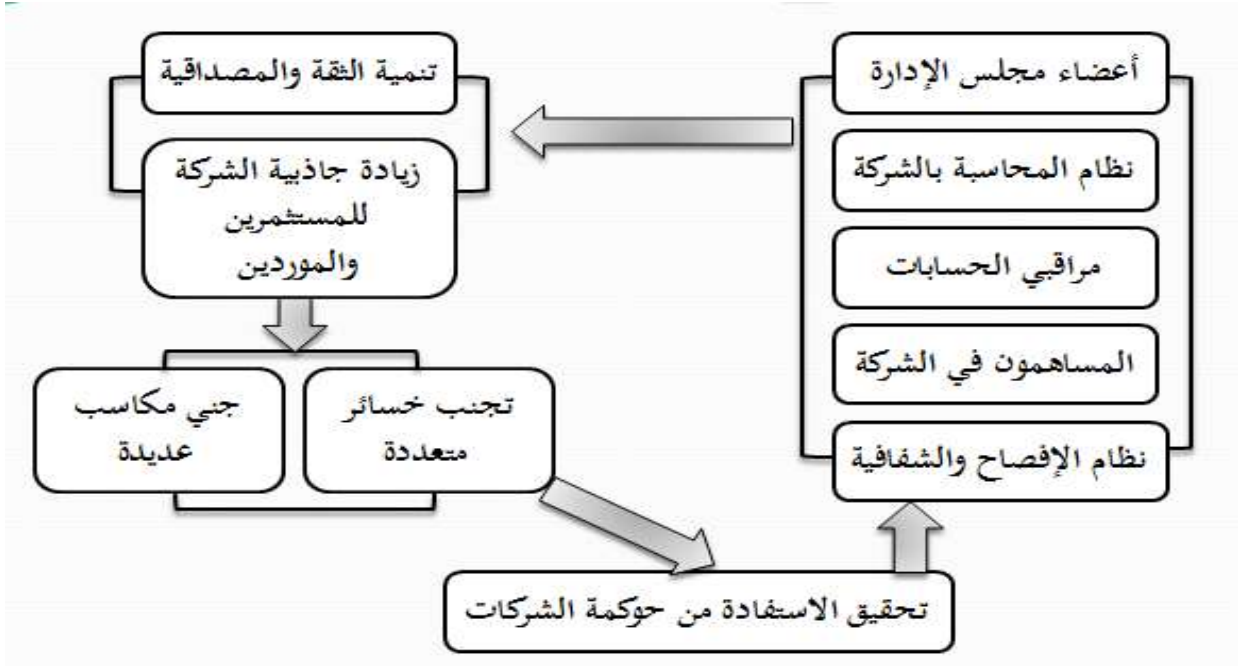 أعضاء مجلس الإدارة
نظام المحاسبة بالشركة
مراقبي الحسابات
المساهمون في الشركة
نظام الإفصاح والشفافية
تنمية الثقة والمصداقية
زيادة جاذبية الشركة
للمستثمرين
والموردين
تجنب خسائر
متعددة
جني مكاسب
عديدة
تحقيق الاستفادة من حوكمة الشركات